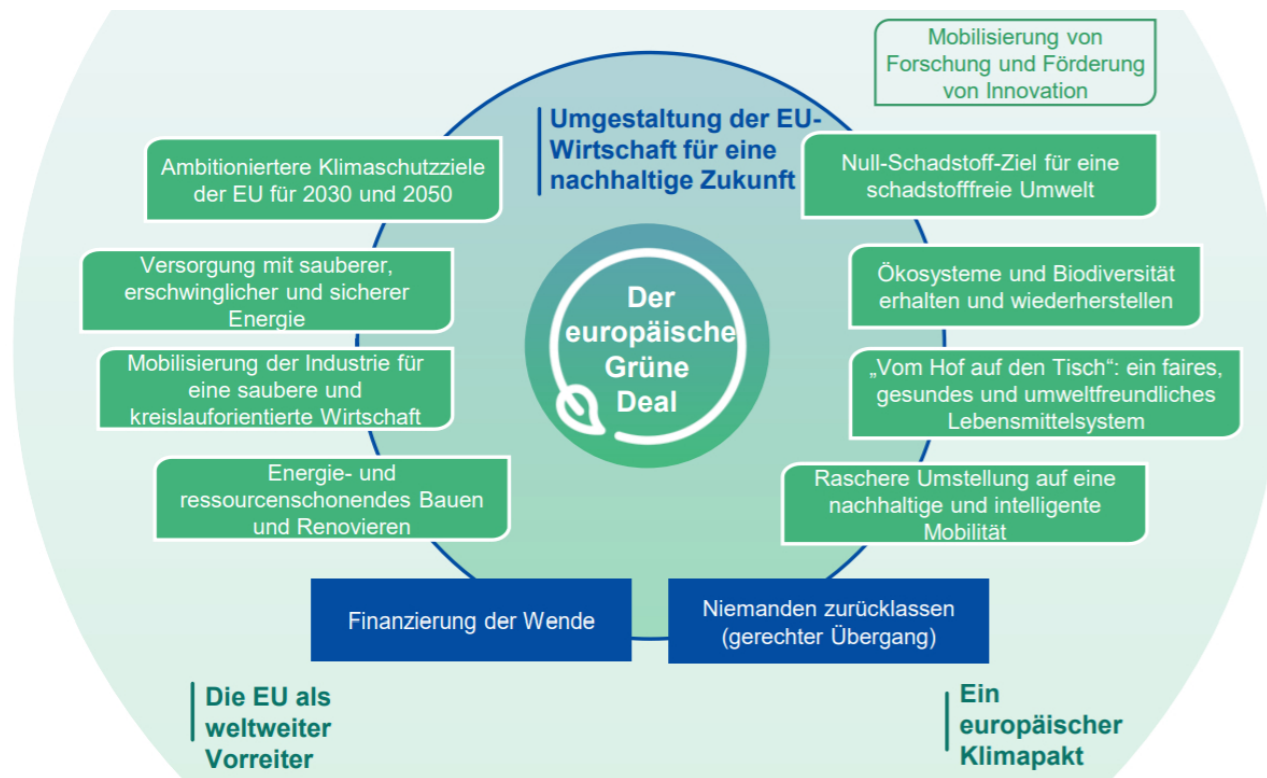 Mobilisierung von
Forschung und Förderung
von Innovation
Umgestaltung der EU-
Wirtschaft für eine
nachhaltige Zukunft
Ambitioniertere Klimaschutzziele
der EU für 2030 und 2050
Null-Schadstoff-Ziel für eine
schadstofffreie Umwelt
Versorgung mit sauberer,
erschwinglicher und sicherer
Energie
Ökosysteme und Biodiversität
erhalten und wiederherstellen
Der
europäische
Grüne
Deal
Mobilisierung der Industrie für
eine saubere und
kreislauforientierte Wirtschaft
„Vom Hof auf den Tisch“: ein faires,
gesundes und umweltfreundliches
Lebensmittelsystem
Energie- und
ressourcenschonendes Bauen
und Renovieren
Raschere Umstellung auf eine
nachhaltige und intelligente
Mobilität
Finanzierung der Wende
Niemanden zurücklassen
(gerechter Übergang)
Die EU als
weltweiter
Vorreiter
Ein
europäischer
Klimapakt